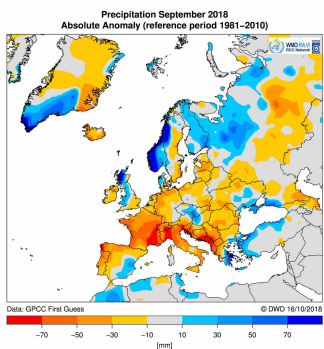 Precipitation September 2018
Absolute Anomaly (reference period 1981–2010)
WMO RA VI
RCC Network
Data: GPCC First Guess
© DWD 16/10/2018
−70 −50 −30 −10 10 30 50 70
[mm]